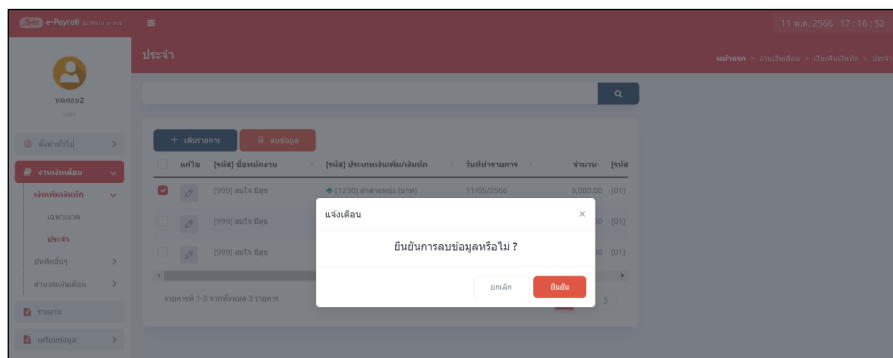 e-Payroll
11 พ.ค. 2566 17 : 16 : 52
ประจำ
หน้าแรก > งานเงินเดือน > เงินเพิ่มเงินหัก > ประจำ
ทดสอบ2
user
ตั้งค่าทั่วไป
งานเงินเดือน
เงินเพิ่มเงินหัก
เฉพาะงวด
ประจำ
บันทึกอื่นๆ
คำนวณเงินเดือน
รายงาน
เตรียมข้อมูล
+ เพิ่มรายการ
ลบข้อมูล
แก้ไข [รหัส] ชื่อพนักงาน [รหัส] ประเภทเงินเพิ่ม/เงินหัก วันที่ทำรายการ จำนวน [รหัส
[999] สมใจ มีสุข [1230] ค่าตำแหน่ง (บาท) 11/05/2566 3,000.00 [01]
[999] สมใจ มีสุข 00 [01]
[999] สมใจ มีสุข 00 [01]
รายการที่ 1-3 จากทั้งหมด 3 รายการ
แจ้งเตือน ×
ยืนยันการลบข้อมูลหรือไม่ ?
ยกเลิก ยืนยัน